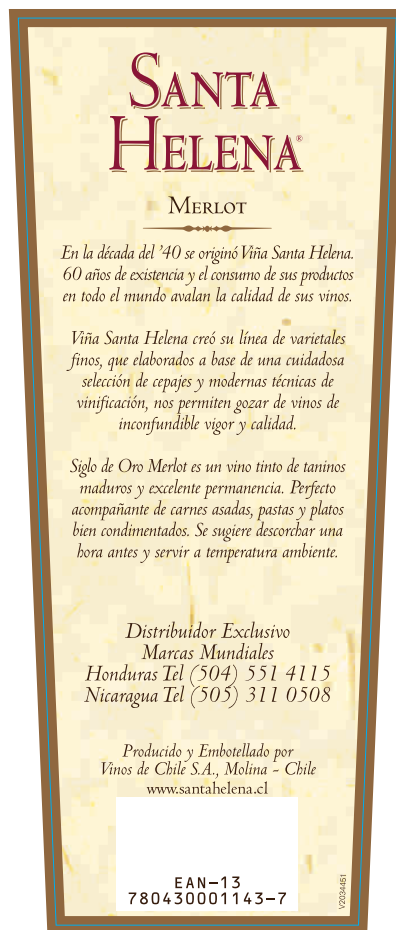 SANTA
HELENA®
MERLOT
En la década del '40 se originó Viña Santa Helena.
60 años de existencia y el consumo de sus productos
en todo el mundo avalan la calidad de sus vinos.
Viña Santa Helena creó su línea de varietales
finos, que elaborados a base de una cuidadosa
selección de cepajes y modernas técnicas de
vinificación, nos permiten gozar de vinos de
inconfundible vigor y calidad.
Siglo de Oro Merlot es un vino tinto de taninos
maduros y excelente permanencia. Perfecto
acompañante de carnes asadas, pastas y platos
bien condimentados. Se sugiere descorchar una
hora antes y servir a temperatura ambiente.
Distribuidor Exclusivo
Marcas Mundiales
Honduras Tel (504) 551 4115
Nicaragua Tel (505) 311 0508
Producido y Embotellado por
Vinos de Chile S.A., Molina - Chile
www.santahelena.cl
EAN-13
780430001143-7
V2034451